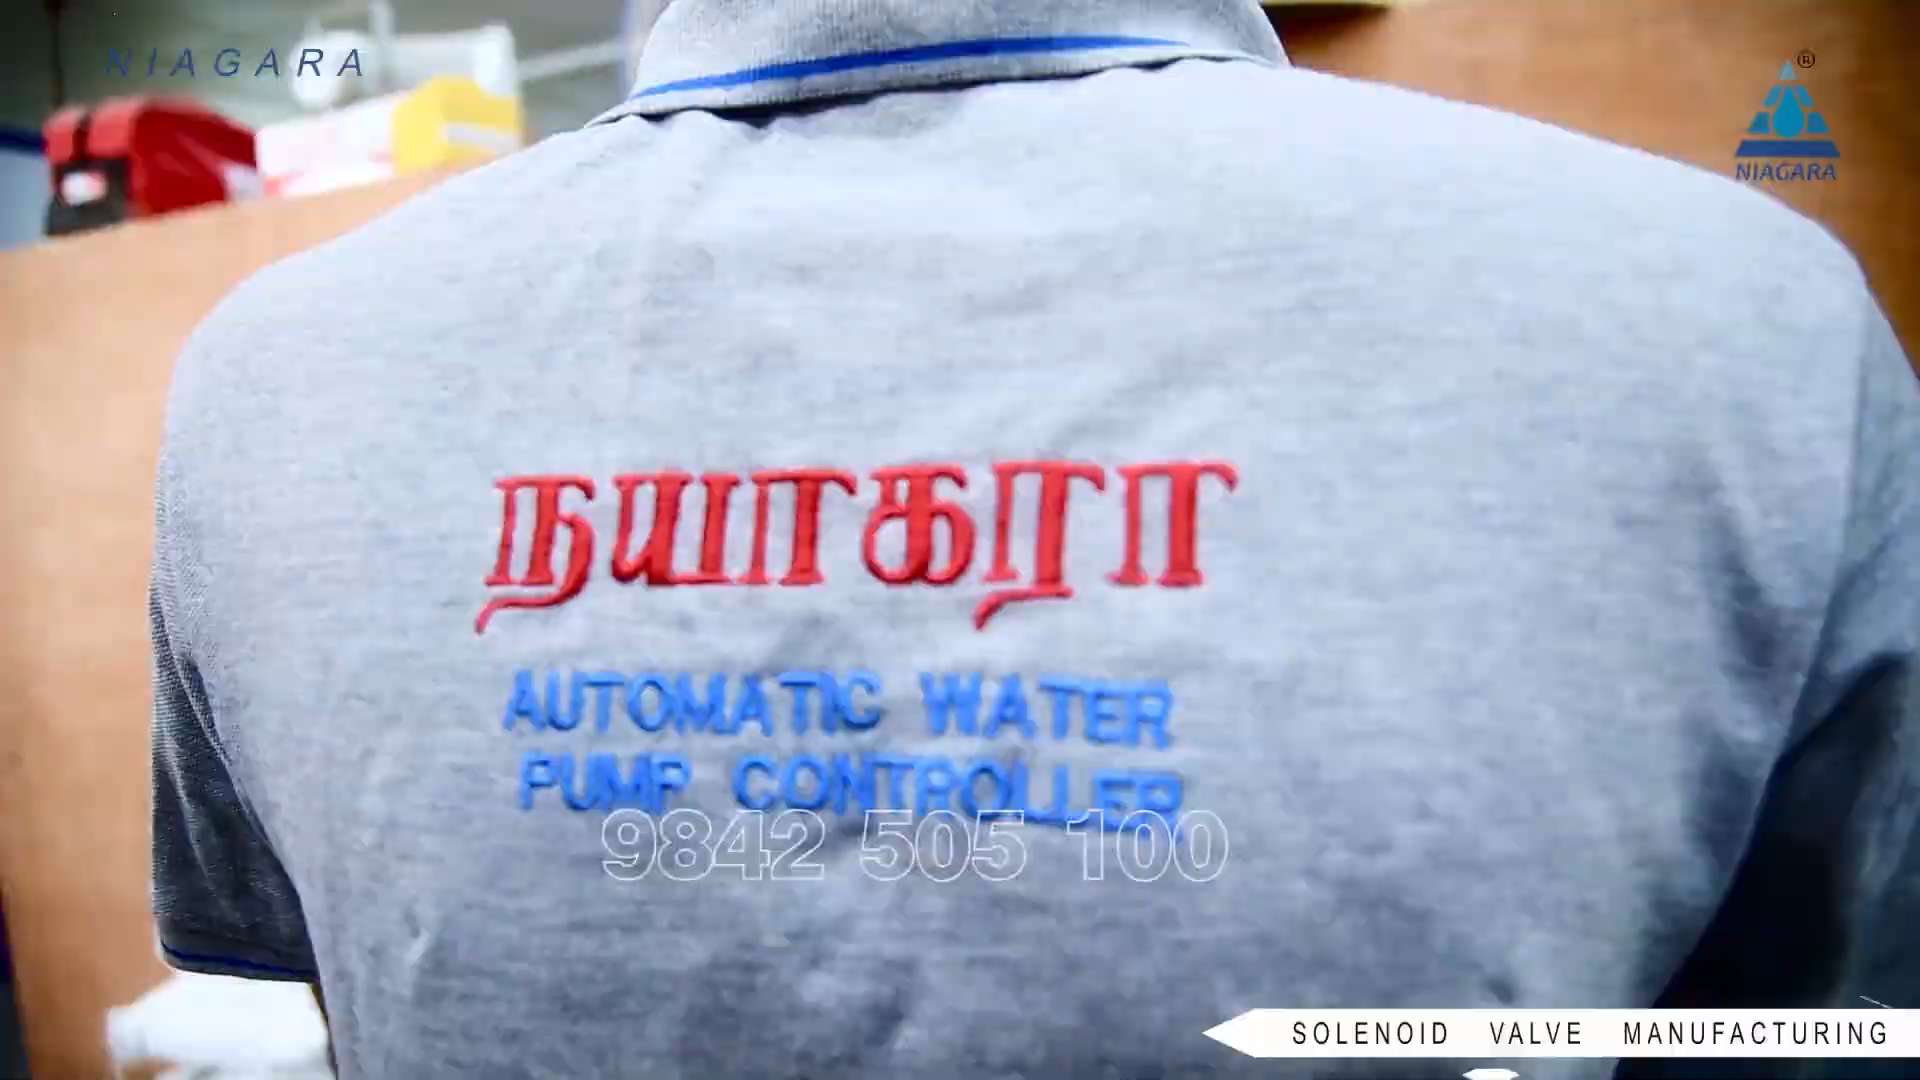 NIAGARA
®
NIAGARA
நயாகரா
AUTOMATIC WATER
PUMP CONTROLLER
9842 505 100
SOLENOID VALVE MANUFACTURING